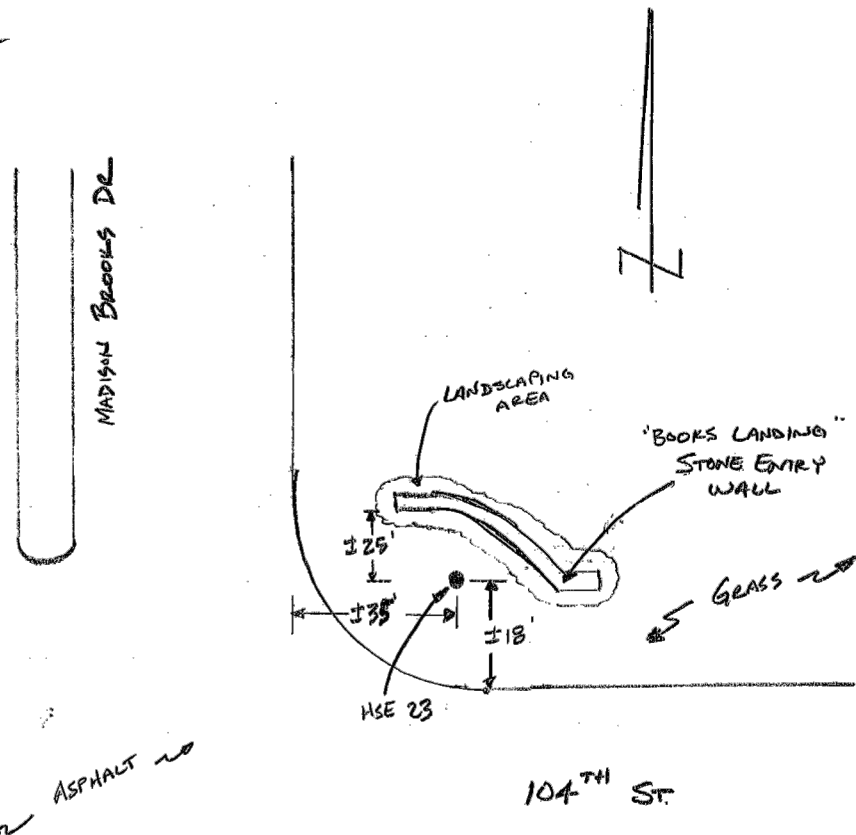 MADISON BROOKS DR
N
LANDSCAPING
AREA
"BOOKS LANDING"
STONE ENTRY
WALL
±25'
±35'
±18'
GRASS
HSE 23
ASPHALT
104TH ST.